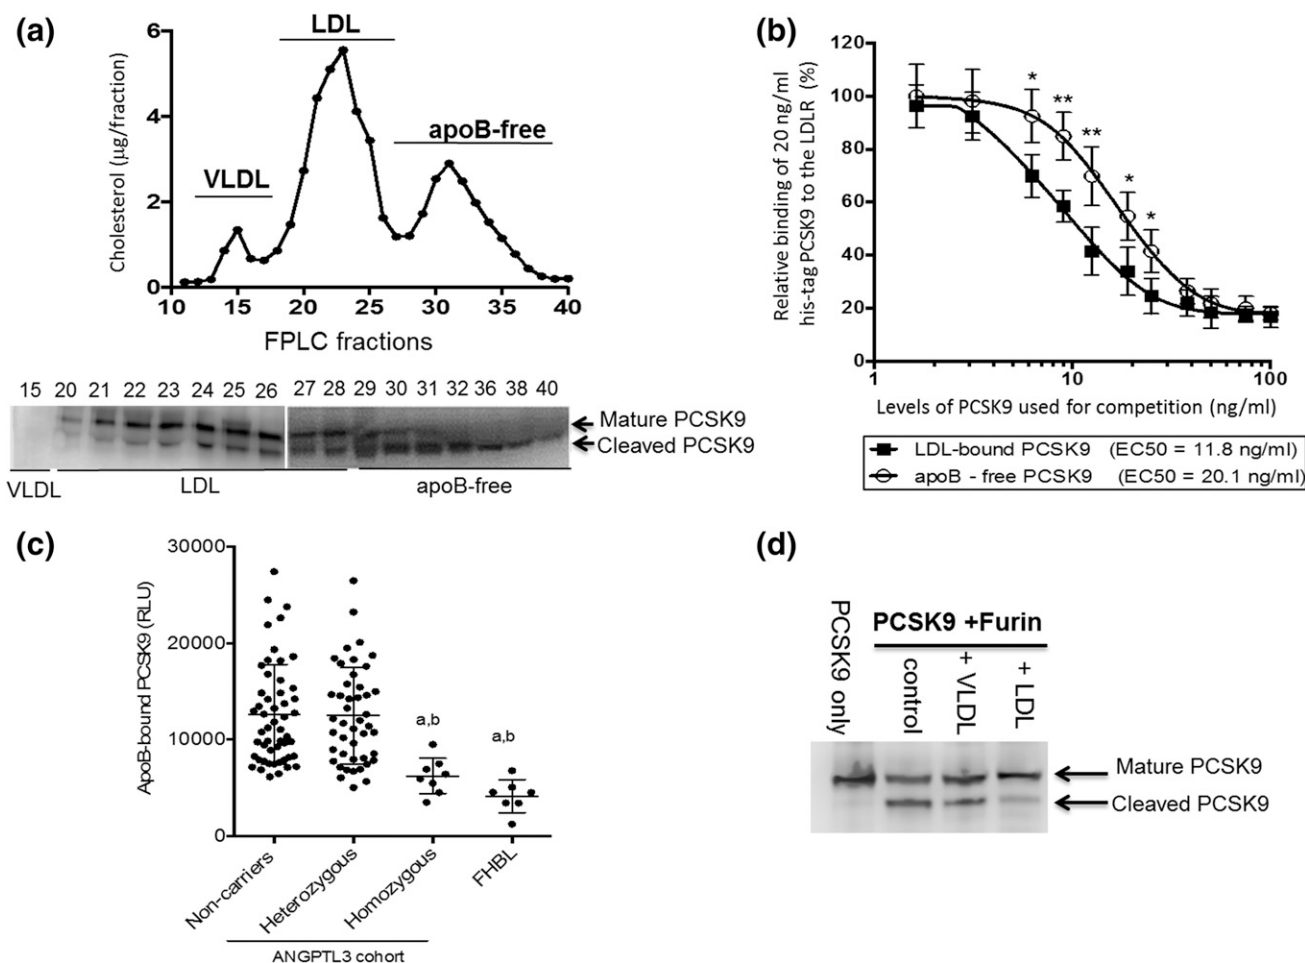 (a)
Cholesterol (µg/fraction)
6
4
2
0
VLDL
LDL
apoB-free
10 15 20 25 30 35 40
FPLC fractions
15 20 21 22 23 24 25 26 27 28 29 30 31 32 36 38 40
Mature PCSK9
Cleaved PCSK9
VLDL LDL apoB-free
(b)
Relative binding of 20 ng/ml
his-tag PCSK9 to the LDLR (%)
120
100
80
60
40
20
0
* ** ** * *
1 10 100
Levels of PCSK9 used for competition (ng/ml)
LDL-bound PCSK9 (EC50 = 11.8 ng/ml)
apoB - free PCSK9 (EC50 = 20.1 ng/ml)
(c)
ApoB-bound PCSK9 (RLU)
30000
20000
10000
0
a,b a,b
Non-carriers Heterozygous Homozygous FHBL
ANGPTL3 cohort
(d)
PCSK9 only
PCSK9 +Furin
control
+ VLDL
+ LDL
Mature PCSK9
Cleaved PCSK9